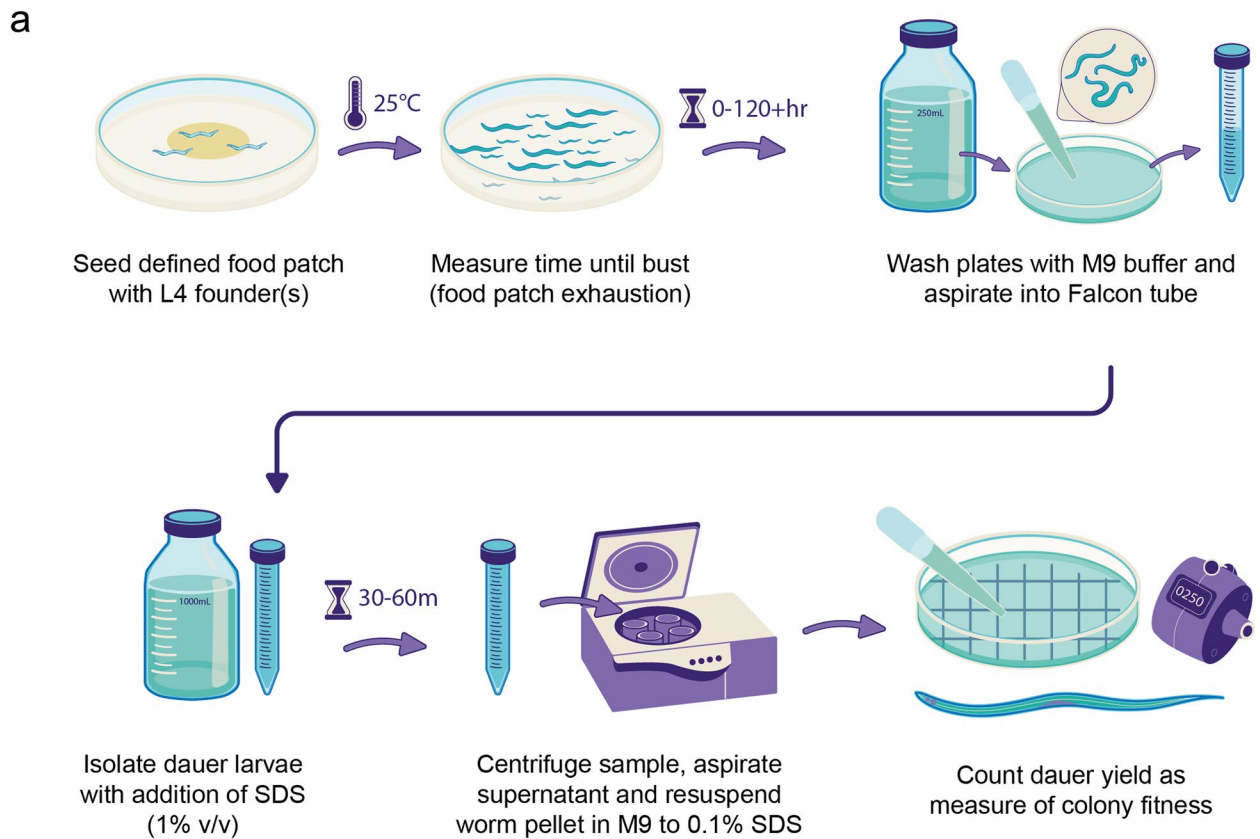 a
25°C
0-120+hr
250mL
Seed defined food patch
with L4 founder(s)
Measure time until bust
(food patch exhaustion)
Wash plates with M9 buffer and
aspirate into Falcon tube
1000mL
30-60m
0250
Isolate dauer larvae
with addition of SDS
(1% v/v)
Centrifuge sample, aspirate
supernatant and resuspend
worm pellet in M9 to 0.1% SDS
Count dauer yield as
measure of colony fitness